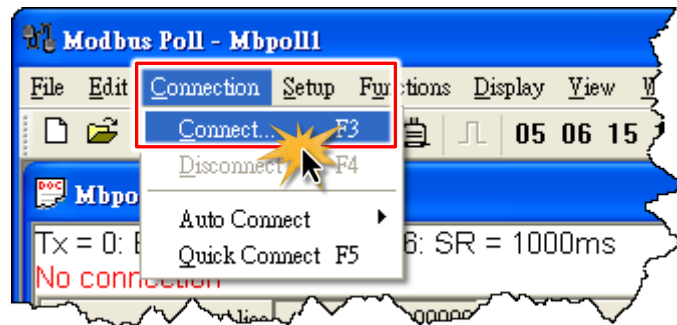 Modbus Poll - Mbpoll1
File Edit Connection Setup Functions Display View
Connect... F3
05 06 15
Disconnect F4
Mbpo
Auto Connect
Tx = 0: 6: SR = 1000ms
Quick Connect F5
No connection